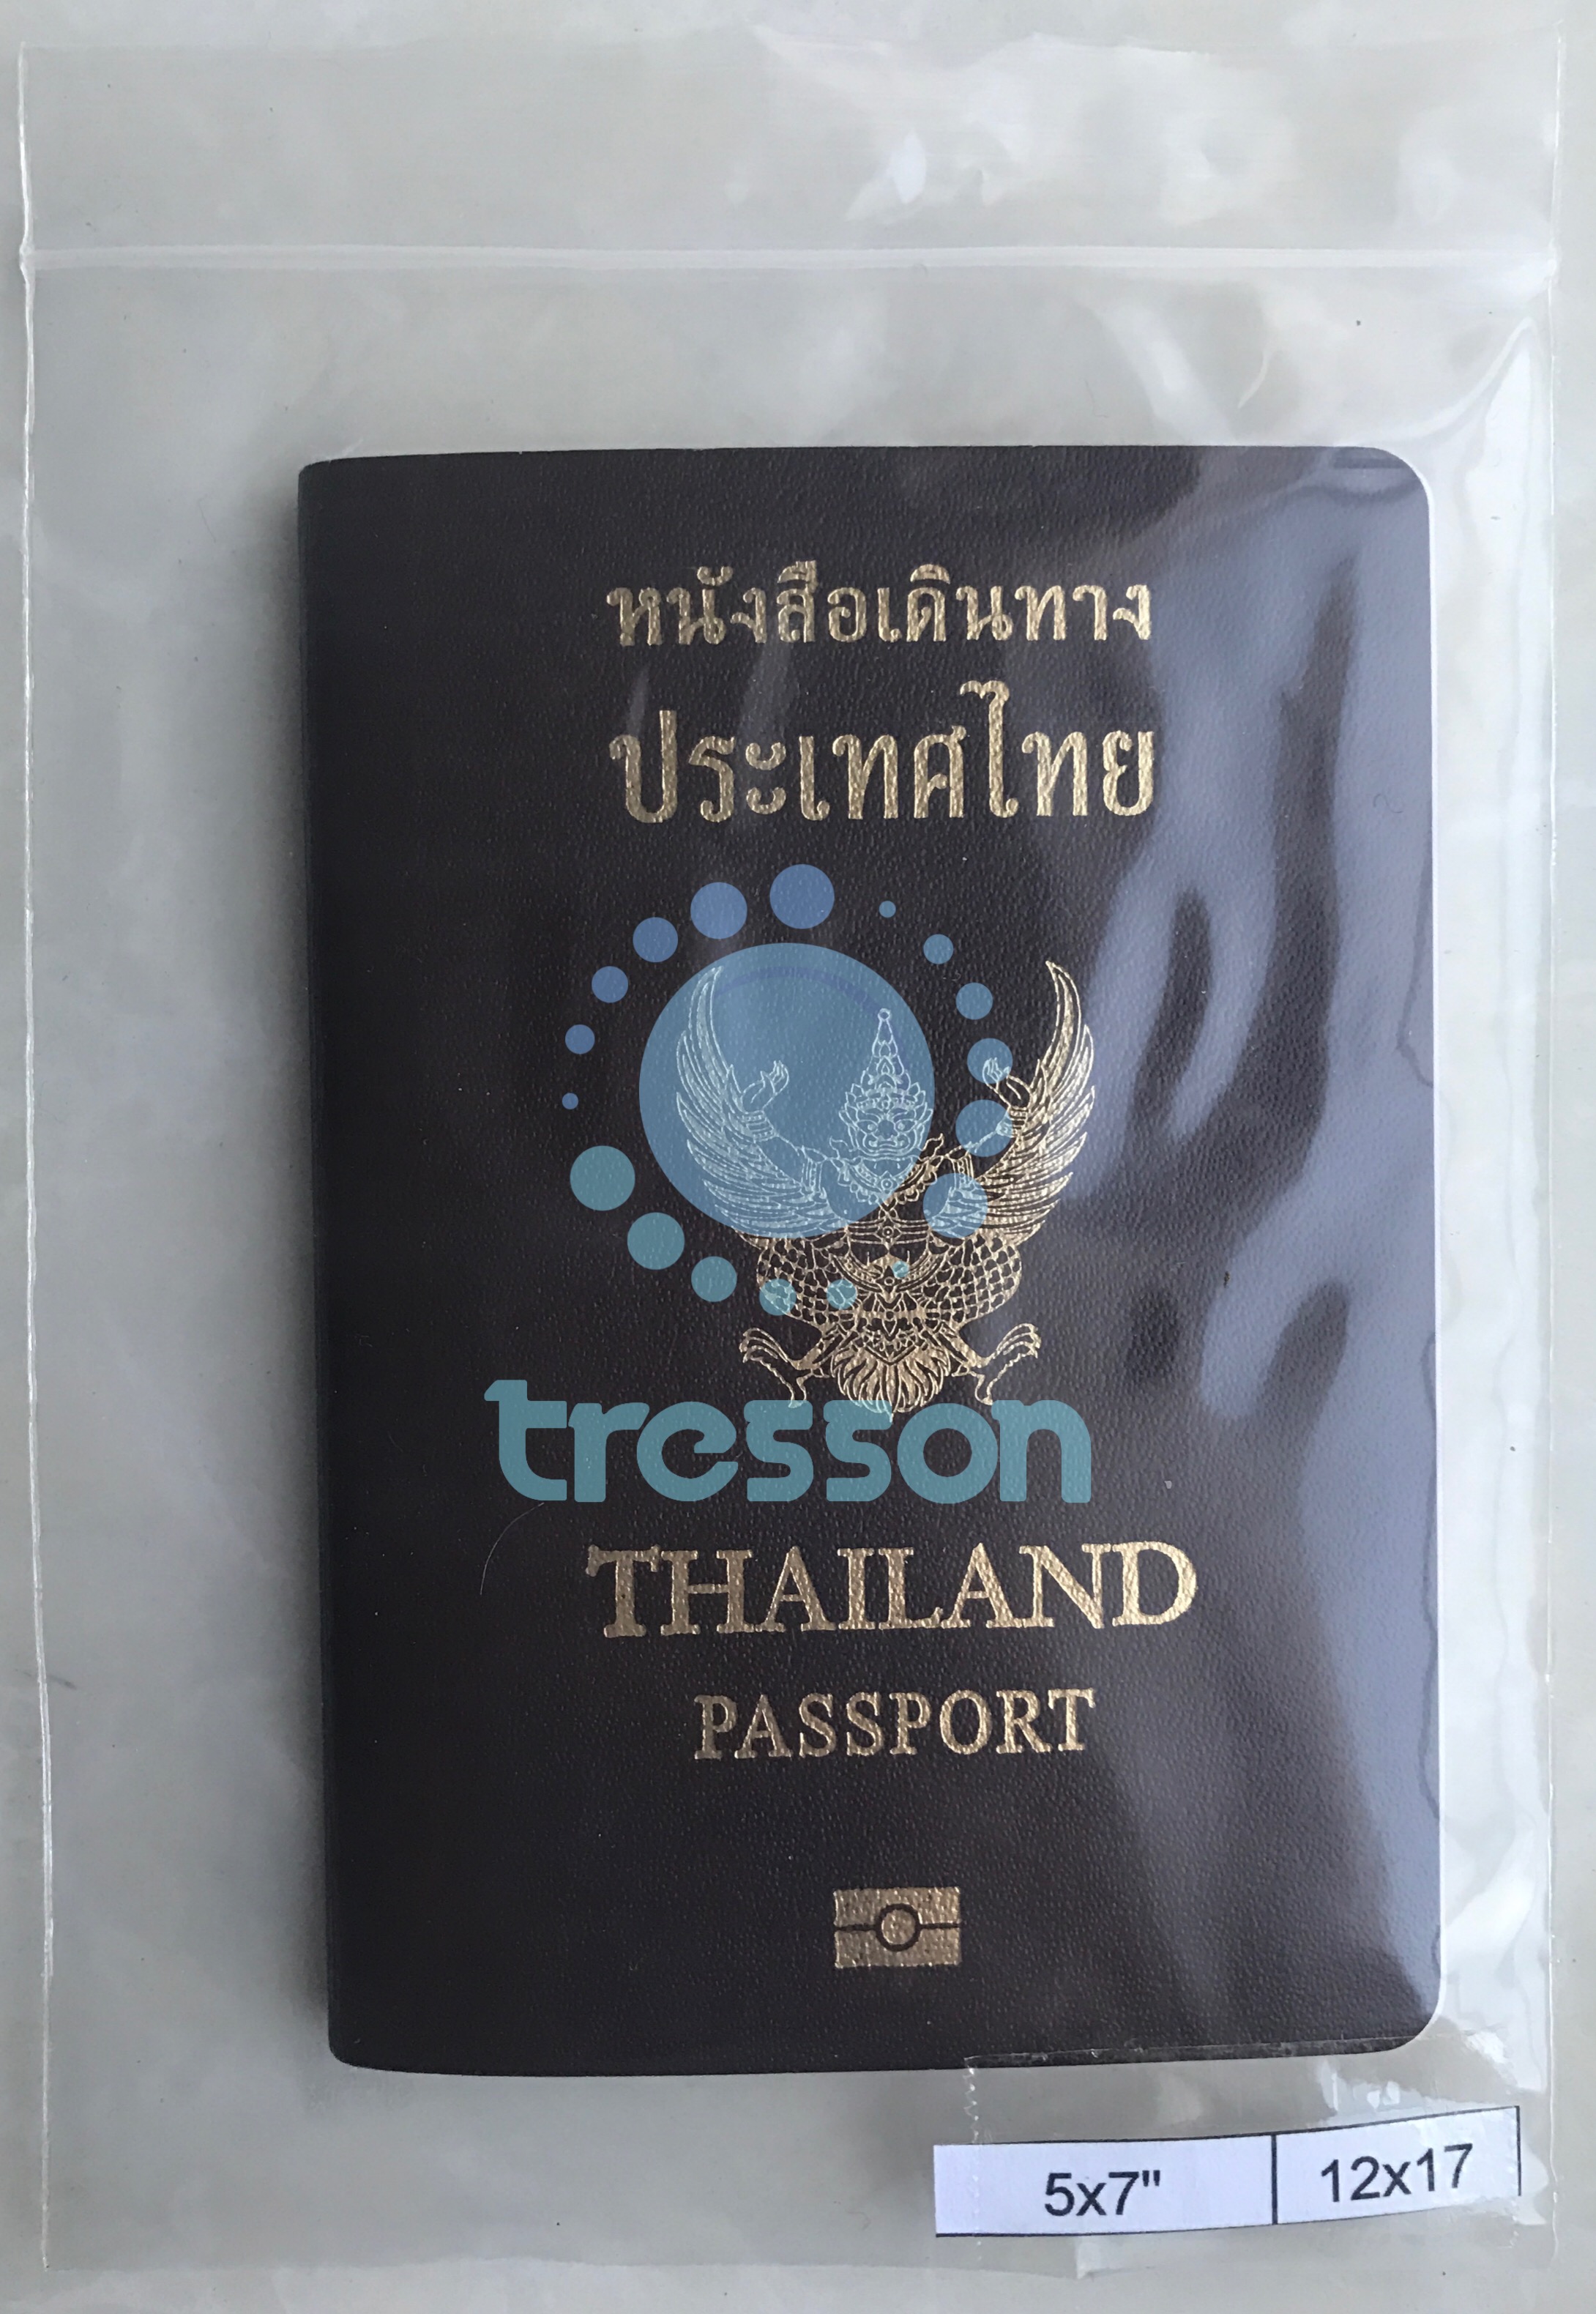 หนังสือเดินทาง
ประเทศไทย
tresson
THAILAND
PASSPORT
5x7" 12x17